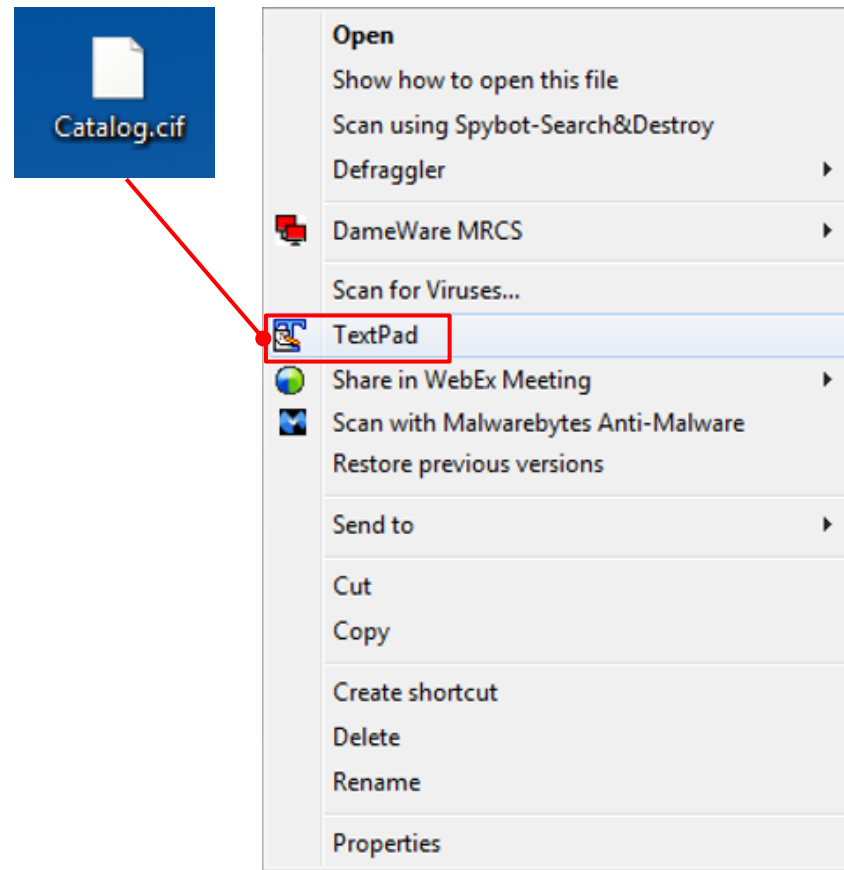 Catalog.cif
Open
Show how to open this file
Scan using Spybot-Search&Destroy
Defraggler
DameWare MRCS
Scan for Viruses...
TextPad
Share in WebEx Meeting
Scan with Malwarebytes Anti-Malware
Restore previous versions
Send to
Cut
Copy
Create shortcut
Delete
Rename
Properties